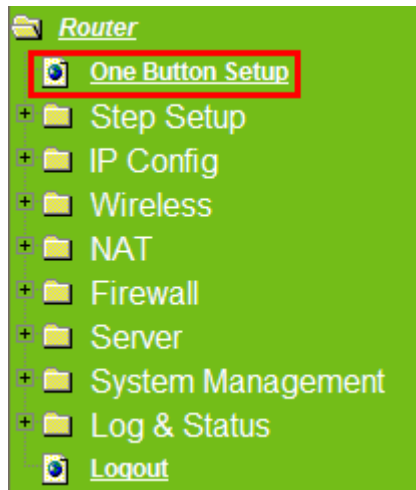 Router
One Button Setup
Step Setup
IP Config
Wireless
NAT
Firewall
Server
System Management
Log & Status
Logout